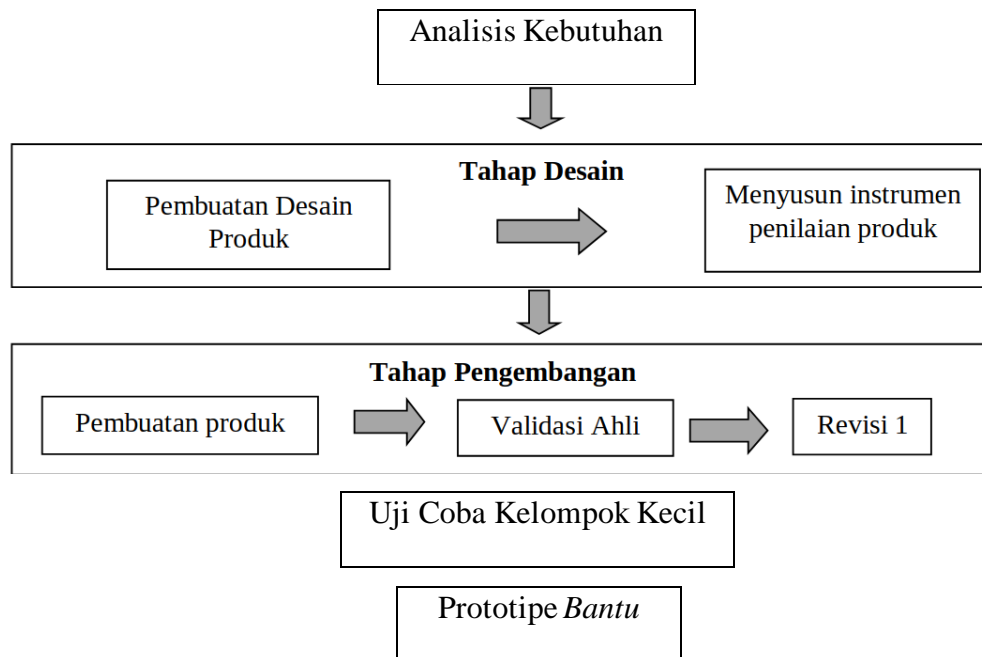 Analisis Kebutuhan
Tahap Desain
Pembuatan Desain
Produk
Menyusun instrumen
penilaian produk
Tahap Pengembangan
Pembuatan produk
Validasi Ahli
Revisi 1
Uji Coba Kelompok Kecil
Prototipe Bantu